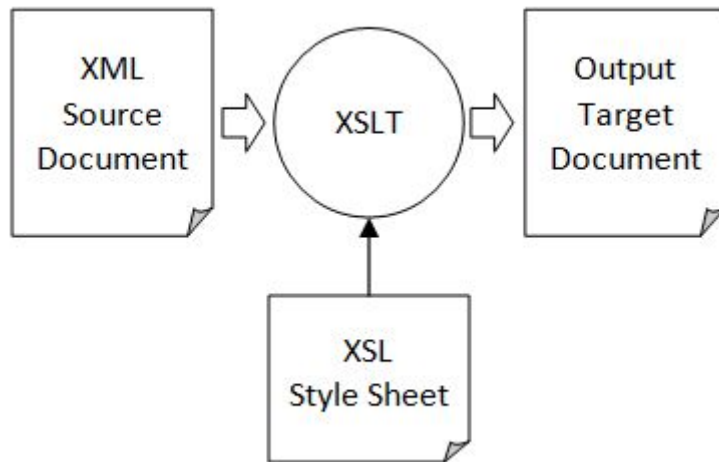 XML
Source
Document
XSLT
Output
Target
Document
XSL
Style Sheet